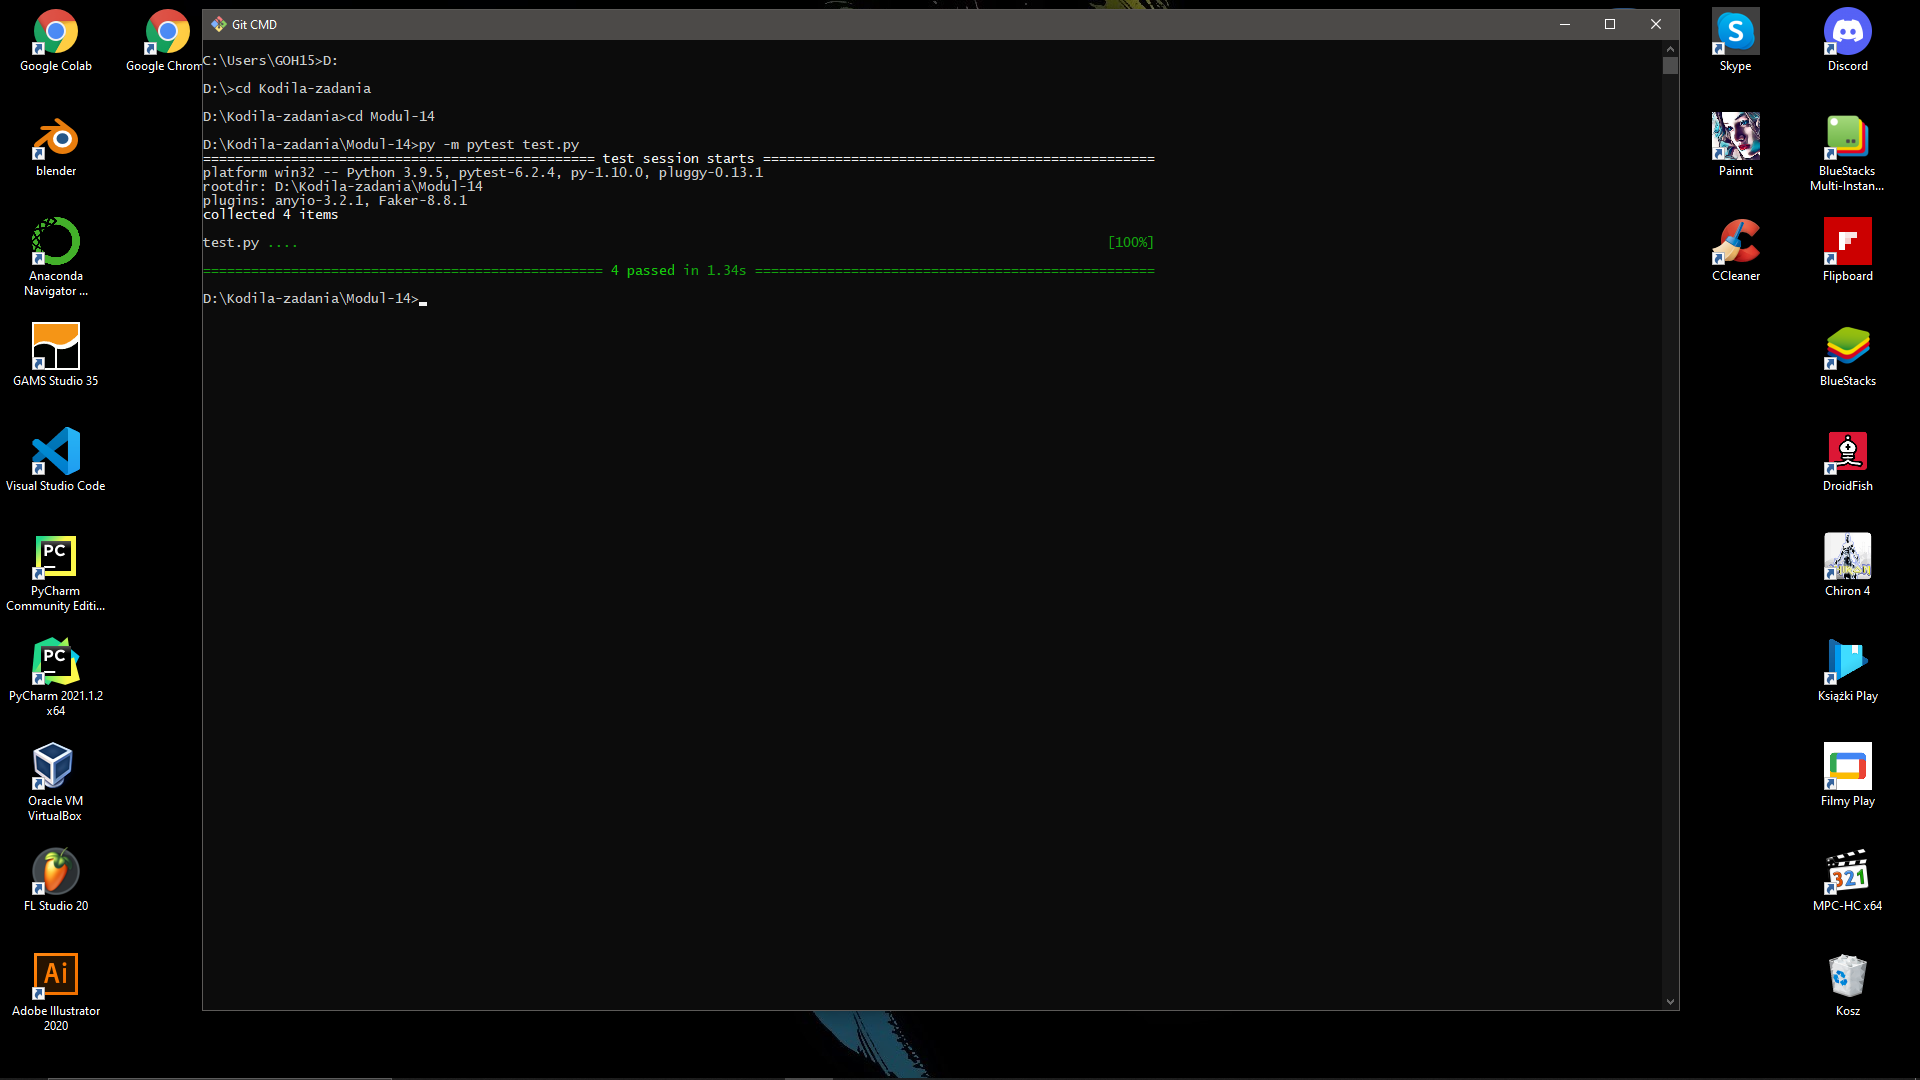 Git CMD
C:\Users\GOH15>D:
D:\>cd Kodila-zadania
D:\Kodila-zadania>cd Modul-14
D:\Kodila-zadania\Modul-14>py -m pytest test.py
================================================= test session starts =================================================
platform win32 -- Python 3.9.5, pytest-6.2.4, py-1.10.0, pluggy-0.13.1
rootdir: D:\Kodila-zadania\Modul-14
plugins: anyio-3.2.1, Faker-8.8.1
collected 4 items
test.py .... [100%]
================================================== 4 passed in 1.34s ==================================================
D:\Kodila-zadania\Modul-14>
Google Colab
Google Chrom
blender
Anaconda
Navigator ...
GAMS Studio 35
Visual Studio Code
PC
PyCharm
Community Editi...
PC
PyCharm 2021.1.2
x64
Oracle VM
VirtualBox
FL Studio 20
Ai
Adobe Illustrator
2020
S
Skype
Discord
Painnt
BlueStacks
Multi-Instan...
CCleaner
Flipboard
BlueStacks
DroidFish
Chiron 4
Książki Play
Filmy Play
321
MPC-HC x64
Kosz